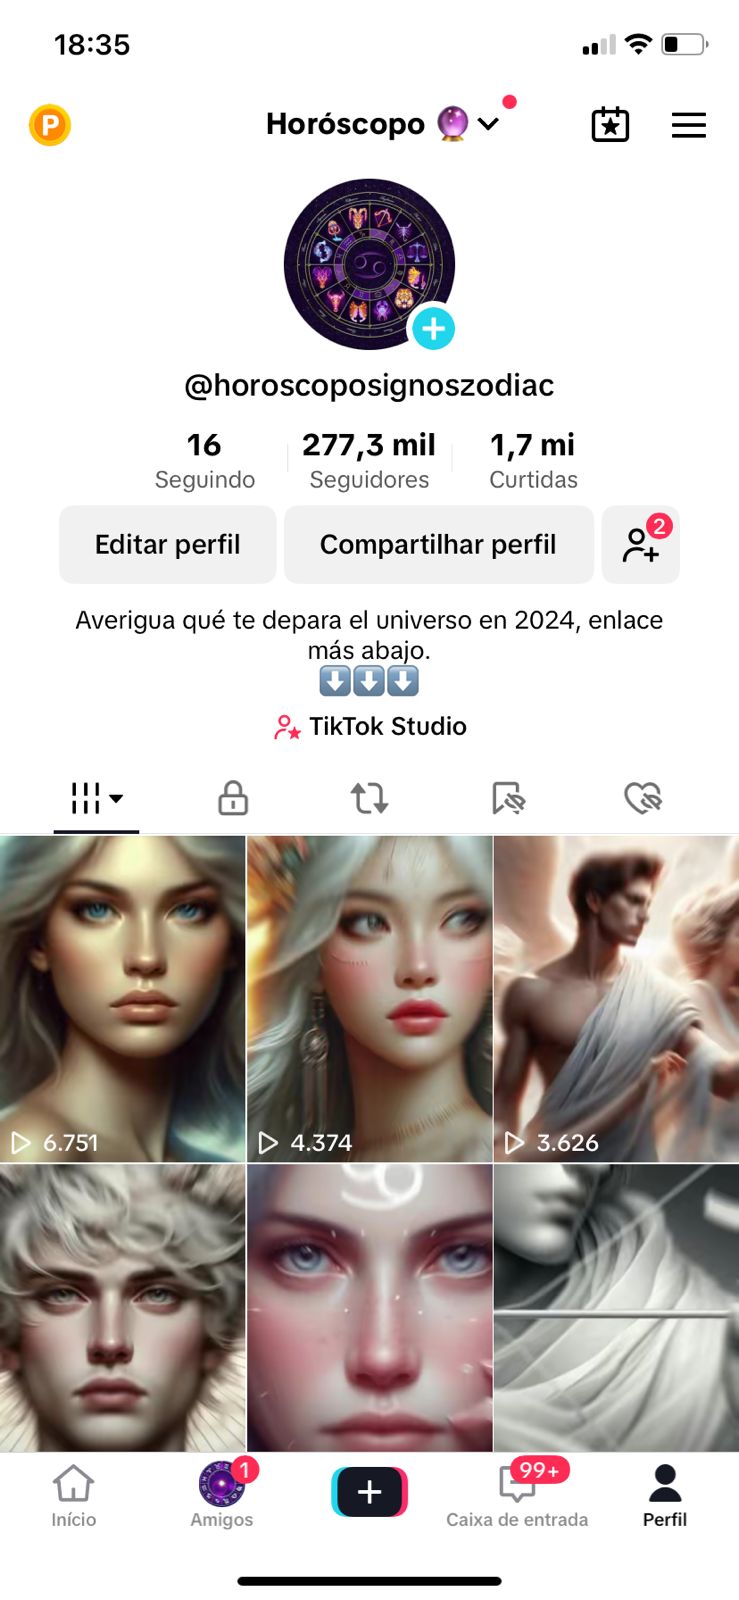 18:35
P
Horóscopo
@horoscoposignoszodiac
16
277,3 mil
1,7 mi
Seguindo
Seguidores
Curtidas
Editar perfil
Compartilhar perfil
2
Averigua qué te depara el universo en 2024, enlace
más abajo.
⬇️⬇️⬇️
TikTok Studio
6.751
4.374
3.626
1
99+
Início
Amigos
Caixa de entrada
Perfil